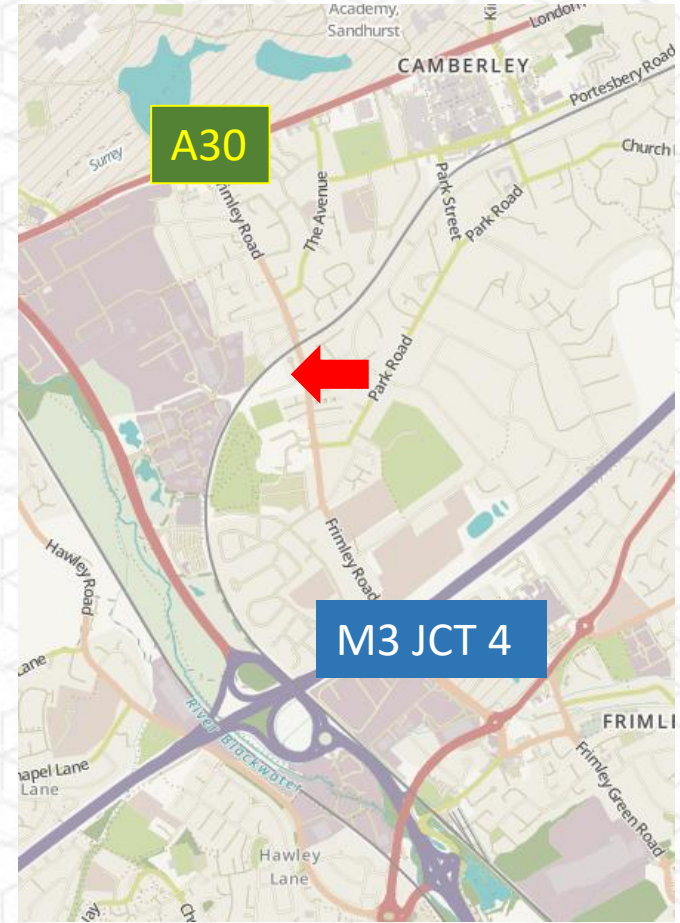 Academy,
Sandhurst
London
CAMBERLEY
Portesbery Road
A30
Surrey
Church
Frimley Road
The Avenue
Park Street
Park Road
Park Road
Frimley Road
Hawley Road
M3 JCT 4
Lane
River Blackwater
FRIMLE
Chapel Lane
Lane
Frimley Green Road
Hawley
Lane